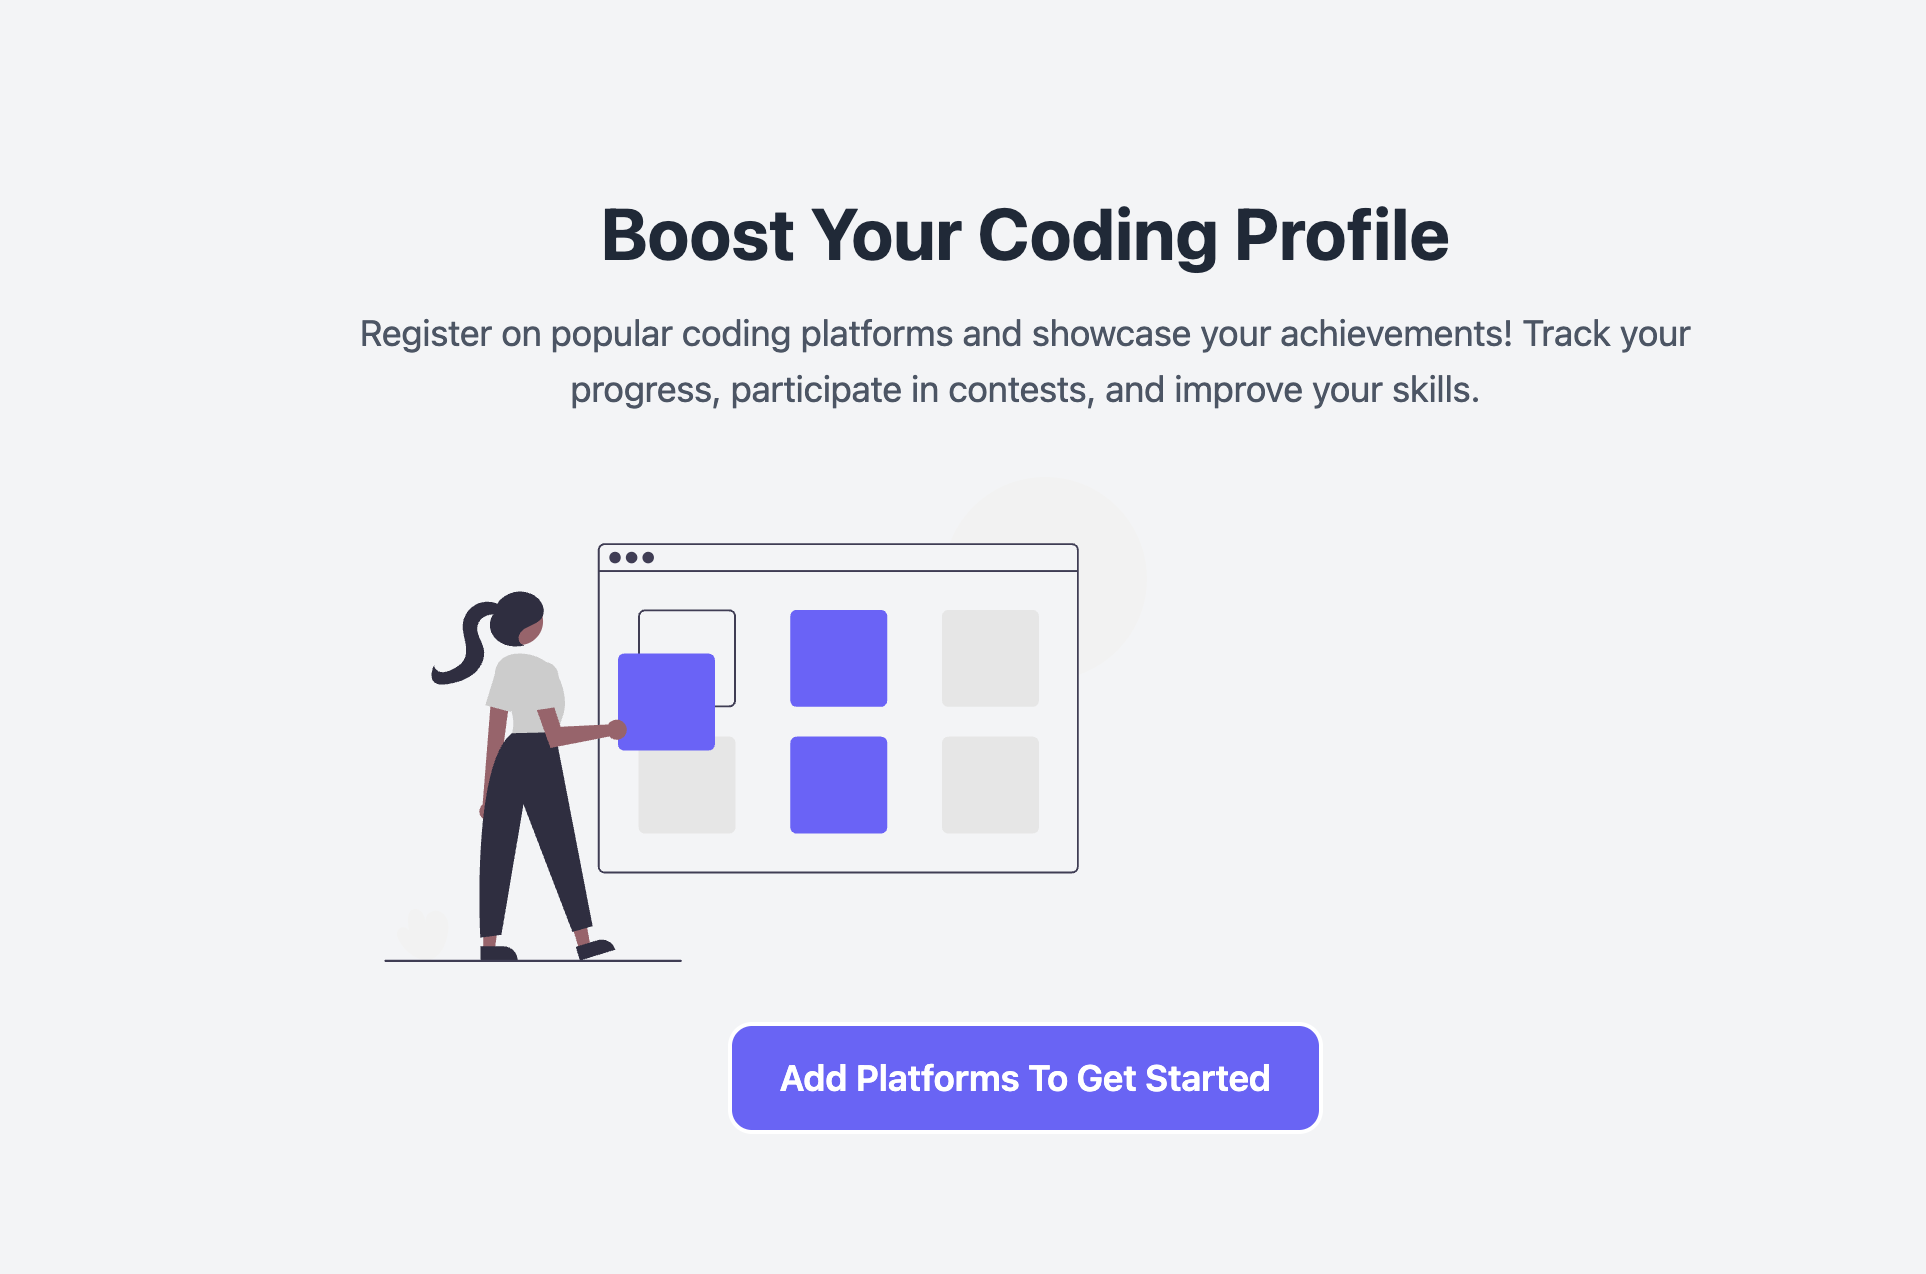 Boost Your Coding Profile
Register on popular coding platforms and showcase your achievements! Track your
progress, participate in contests, and improve your skills.
Add Platforms To Get Started